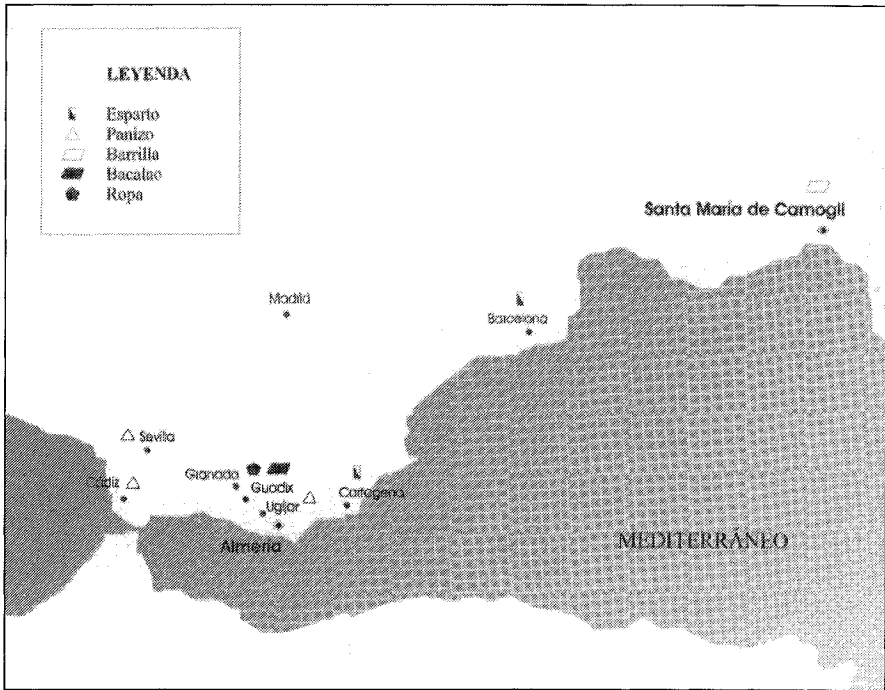 LEYENDA
Esparto
Panizo
Barrilla
Bacalao
Ropa
Santa María de Camogli
Madrid
Barcelona
Sevilla
Cádiz
Granada
Guadix
Ugijar
Cartagena
Almería
MEDITERRÁNEO